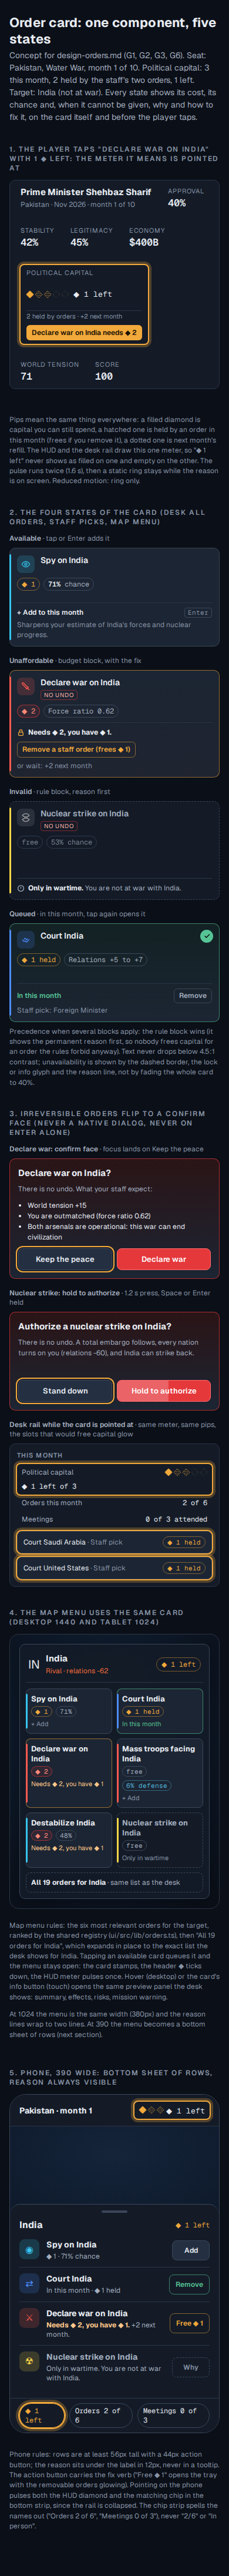 Order card: one component, five
states
Concept for design-orders.md (G1, G2, G3, G6). Seat:
Pakistan, Water War, month 1 of 10. Political capital: 3
this month, 2 held by the staff's two orders, 1 left.
Target: India (not at war). Every state shows its cost, its
chance and, when it cannot be given, why and how to
fix it, on the card itself and before the player taps.
1. THE PLAYER TAPS "DECLARE WAR ON INDIA"
WITH 1 ◆ LEFT: THE METER IT MEANS IS POINTED
AT
Prime Minister Shehbaz Sharif
Pakistan · Nov 2026 · month 1 of 10
APPROVAL
40%
STABILITY
42%
LEGITIMACY
45%
ECONOMY
$400B
POLITICAL CAPITAL
◆ 1 left
2 held by orders · +2 next month
Declare war on India needs ◆ 2
WORLD TENSION
71
SCORE
100
Pips mean the same thing everywhere: a filled diamond is
capital you can still spend, a hatched one is held by an order in
this month (frees if you remove it), a dotted one is next month's
refill. The HUD and the desk rail draw this one meter, so "◆ 1
left" never shows as filled on one and empty on the other. The
pulse runs twice (1.6 s), then a static ring stays while the reason
is on screen. Reduced motion: ring only.
2. THE FOUR STATES OF THE CARD (DESK ALL
ORDERS, STAFF PICKS, MAP MENU)
Available · tap or Enter adds it
Spy on India
◆ 1
71% chance
+ Add to this month
Enter
Sharpens your estimate of India's forces and nuclear
progress.
Unaffordable · budget block, with the fix
Declare war on India
NO UNDO
◆ 2
Force ratio 0.62
Needs ◆ 2, you have ◆ 1.
Remove a staff order (frees ◆ 1)
or wait: +2 next month
Invalid · rule block, reason first
Nuclear strike on India
NO UNDO
free
53% chance
Only in wartime. You are not at war with India.
Queued · in this month, tap again opens it
Court India
◆ 1 held
Relations +5 to +7
In this month
Remove
Staff pick: Foreign Minister
Precedence when several blocks apply: the rule block wins (it
shows the permanent reason first, so nobody frees capital for
an order the rules forbid anyway). Text never drops below 4.5:1
contrast; unavailability is shown by the dashed border, the lock
or info glyph and the reason line, not by fading the whole card
to 40%.
3. IRREVERSIBLE ORDERS FLIP TO A CONFIRM
FACE (NEVER A NATIVE DIALOG, NEVER ON
ENTER ALONE)
Declare war: confirm face · focus lands on Keep the peace
Declare war on India?
There is no undo. What your staff expect:
• World tension +15
• You are outmatched (force ratio 0.62)
• Both arsenals are operational: this war can end
civilization
Keep the peace
Declare war
Nuclear strike: hold to authorize · 1.2 s press, Space or Enter
held
Authorize a nuclear strike on India?
There is no undo. A total embargo follows, every nation
turns on you (relations -60), and India can strike back.
Stand down
Hold to authorize
Desk rail while the card is pointed at · same meter, same pips,
the slots that would free capital glow
THIS MONTH
Political capital
◆ 1 left of 3
Orders this month
2 of 6
Meetings
0 of 3 attended
Court Saudi Arabia · Staff pick
◆ 1 held
Court United States · Staff pick
◆ 1 held
4. THE MAP MENU USES THE SAME CARD
(DESKTOP 1440 AND TABLET 1024)
IN
India
Rival · relations -62
◆ 1 left
Spy on India
◆ 1
71%
+ Add
Court India
◆ 1 held
In this month
Declare war on
India
◆ 2
Needs ◆ 2, you have ◆ 1
Mass troops facing
India
free
6% defense
+ Add
Destabilize India
◆ 2
48%
Needs ◆ 2, you have ◆ 1
Nuclear strike on
India
free
Only in wartime
All 19 orders for India · same list as the desk
Map menu rules: the six most relevant orders for the target,
ranked by the shared registry (ui/src/lib/orders.ts), then "All 19
orders for India", which expands in place to the exact list the
desk shows for India. Tapping an available card queues it and
the menu stays open: the card stamps, the header ◆ ticks
down, the HUD meter pulses once. Hover (desktop) or the card's
info button (touch) opens the same preview panel the desk
shows: summary, effects, risks, mission warning.
At 1024 the menu is the same width (380px) and the reason
lines wrap to two lines. At 390 the menu becomes a bottom
sheet of rows (next section).
5. PHONE, 390 WIDE: BOTTOM SHEET OF ROWS,
REASON ALWAYS VISIBLE
Pakistan · month 1
◆ 1 left
India
◆ 1 left
Spy on India
◆ 1 · 71% chance
Add
Court India
In this month · ◆ 1 held
Remove
Declare war on India
Needs ◆ 2, you have ◆ 1. +2 next
month.
Free ◆ 1
Nuclear strike on India
Only in wartime. You are not at war
with India.
Why
◆ 1
left
Orders 2 of
6
Meetings 0 of
3
Phone rules: rows are at least 56px tall with a 44px action
button; the reason sits under the label in 12px, never in a tooltip.
The action button carries the fix verb ("Free ◆ 1" opens the tray
with the removable orders glowing). Pointing on the phone
pulses both the HUD diamond and the matching chip in the
bottom strip, since the rail is collapsed. The chip strip spells the
names out ("Orders 2 of 6", "Meetings 0 of 3"), never "2/6" or "In
person".